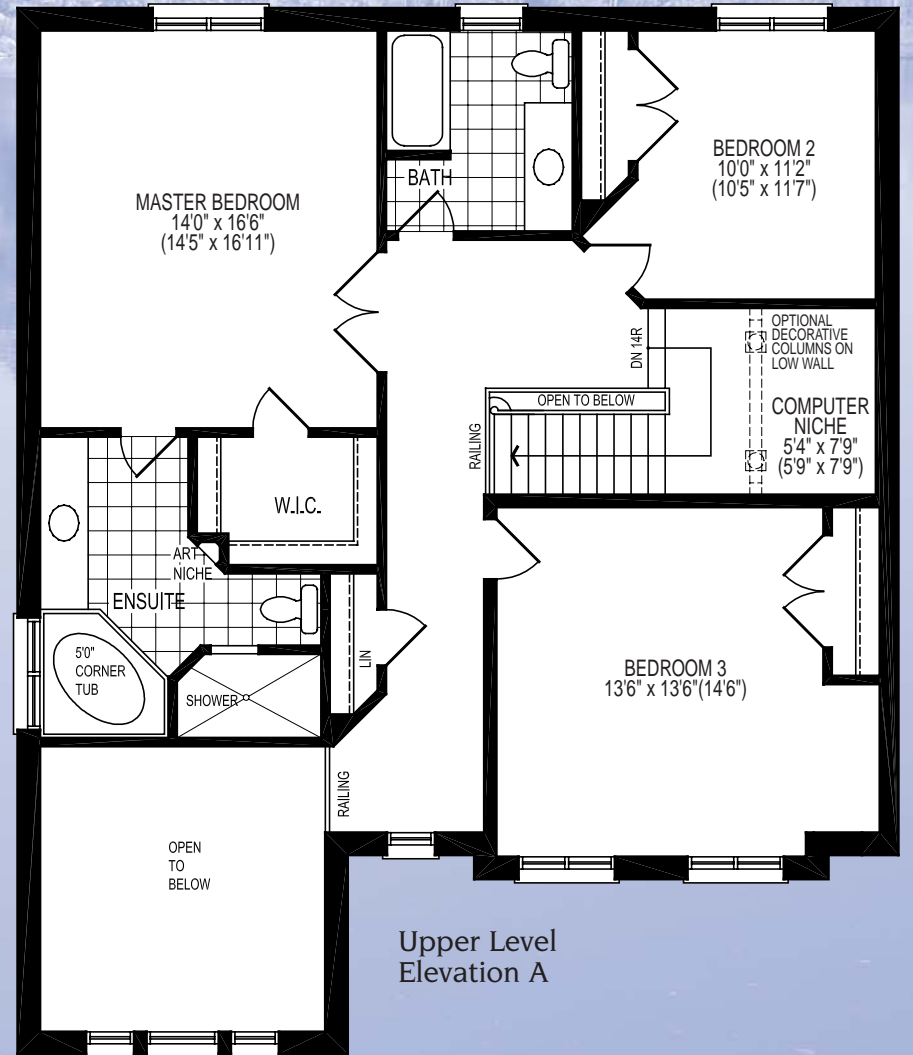 MASTER BEDROOM
14'0" x 16'6"
(14'5" x 16'11")
BATH
BEDROOM 2
10'0" x 11'2"
(10'5" x 11'7")
OPTIONAL
DECORATIVE
COLUMNS ON
LOW WALL
DN 14R
OPEN TO BELOW
RAILING
COMPUTER
NICHE
5'4" x 7'9"
(5'9" x 7'9")
W.I.C.
ART
NICHE
ENSUITE
5'0"
CORNER
TUB
SHOWER
LIN
BEDROOM 3
13'6" x 13'6"(14'6")
RAILING
OPEN
TO
BELOW
Upper Level
Elevation A